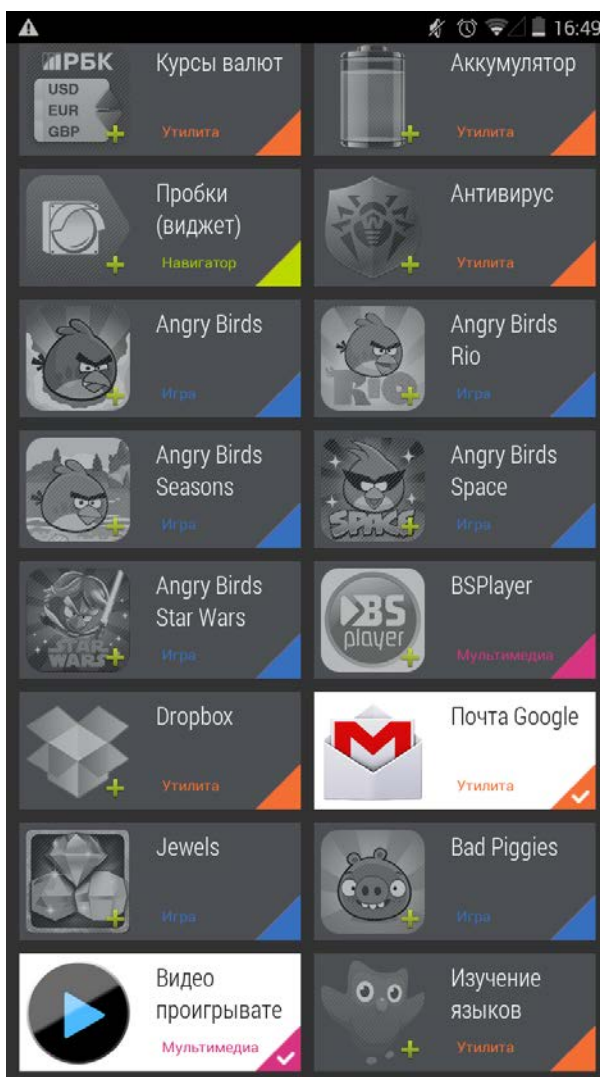 16:49
РБК
USD
EUR
GBP
Курсы валют
Утилита
Аккумулятор
Утилита
Пробки
(виджет)
Навигатор
Антивирус
Утилита
Angry Birds
Игра
RIO
Angry Birds
Rio
Игра
Angry Birds
Seasons
Игра
SPACE
Angry Birds
Space
Игра
STAR
WARS
Angry Birds
Star Wars
Игра
BS
player
BSPlayer
Мультимедиа
Dropbox
Утилита
Почта Google
Утилита
Jewels
Игра
Bad Piggies
Игра
Видео
проигрывате
Мультимедиа
Изучение
языков
Утилита